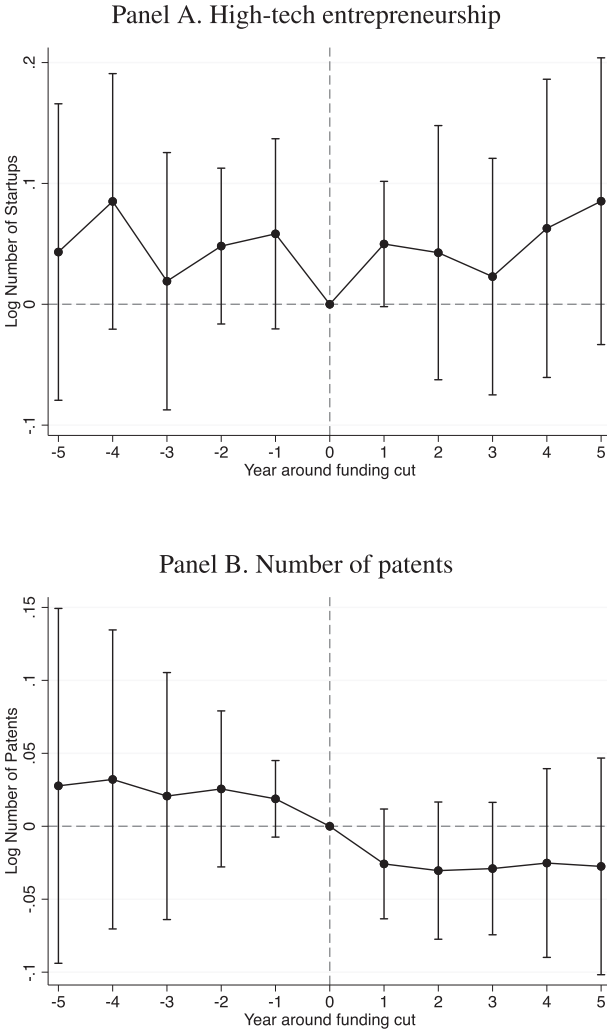 Panel A. High-tech entrepreneurship
Log Number of Startups
.2
.1
0
-.1
-5 -4 -3 -2 -1 0 1 2 3 4 5
Year around funding cut
Panel B. Number of patents
Log Number of Patents
.15
.1
.05
0
-.05
-.1
-5 -4 -3 -2 -1 0 1 2 3 4 5
Year around funding cut